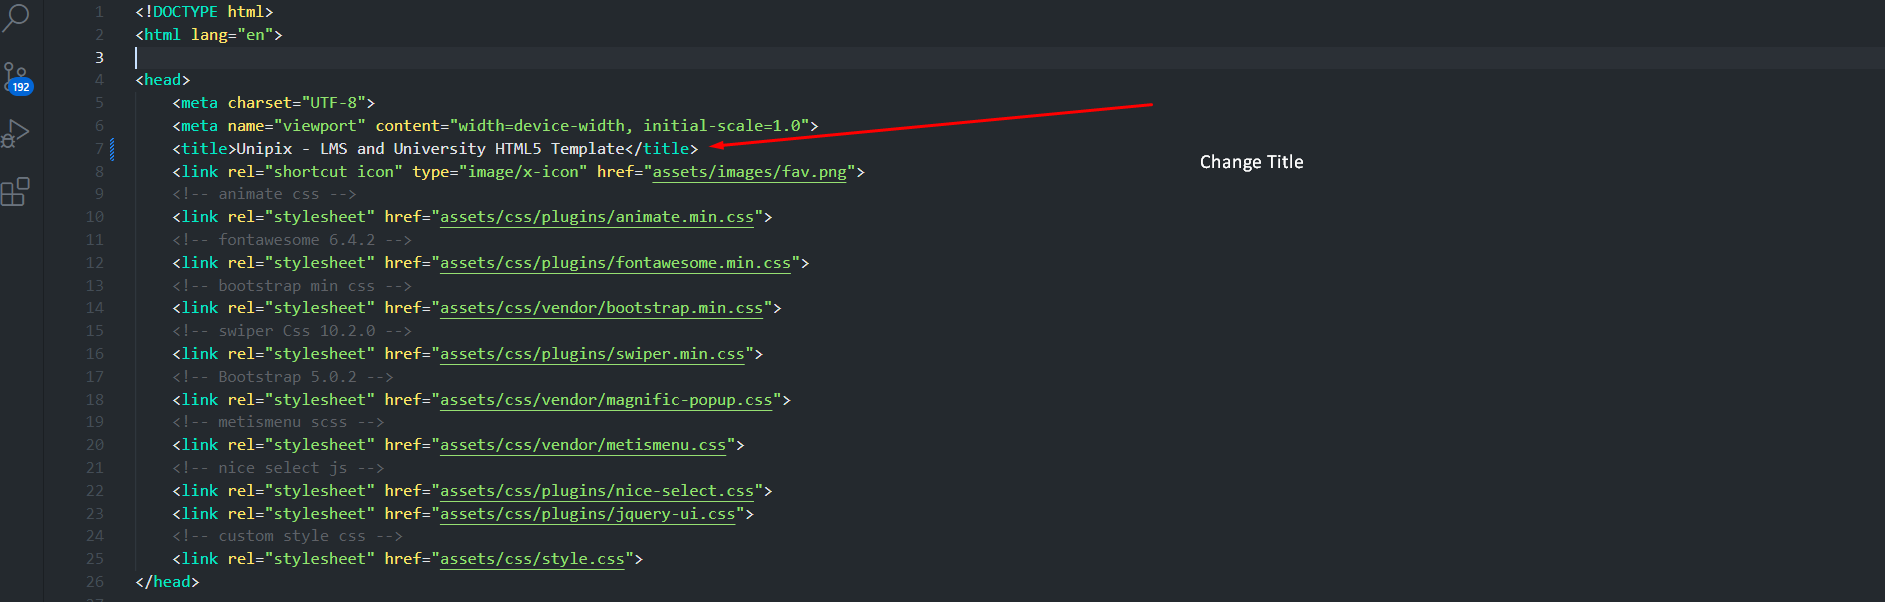 1 <!DOCTYPE html>
2 <html lang="en">
3
4 <head>
5 <meta charset="UTF-8">
6 <meta name="viewport" content="width=device-width, initial-scale=1.0">
7 <title>Unipix - LMS and University HTML5 Template</title>
Change Title
8 <link rel="shortcut icon" type="image/x-icon" href="assets/images/fav.png">
9 <!-- animate css -->
10 <link rel="stylesheet" href="assets/css/plugins/animate.min.css">
11 <!-- fontawesome 6.4.2 -->
12 <link rel="stylesheet" href="assets/css/plugins/fontawesome.min.css">
13 <!-- bootstrap min css -->
14 <link rel="stylesheet" href="assets/css/vendor/bootstrap.min.css">
15 <!-- swiper Css 10.2.0 -->
16 <link rel="stylesheet" href="assets/css/plugins/swiper.min.css">
17 <!-- Bootstrap 5.0.2 -->
18 <link rel="stylesheet" href="assets/css/vendor/magnific-popup.css">
19 <!-- metismenu scss -->
20 <link rel="stylesheet" href="assets/css/vendor/metismenu.css">
21 <!-- nice select js -->
22 <link rel="stylesheet" href="assets/css/plugins/nice-select.css">
23 <link rel="stylesheet" href="assets/css/plugins/jquery-ui.css">
24 <!-- custom style css -->
25 <link rel="stylesheet" href="assets/css/style.css">
26 </head>
27
192